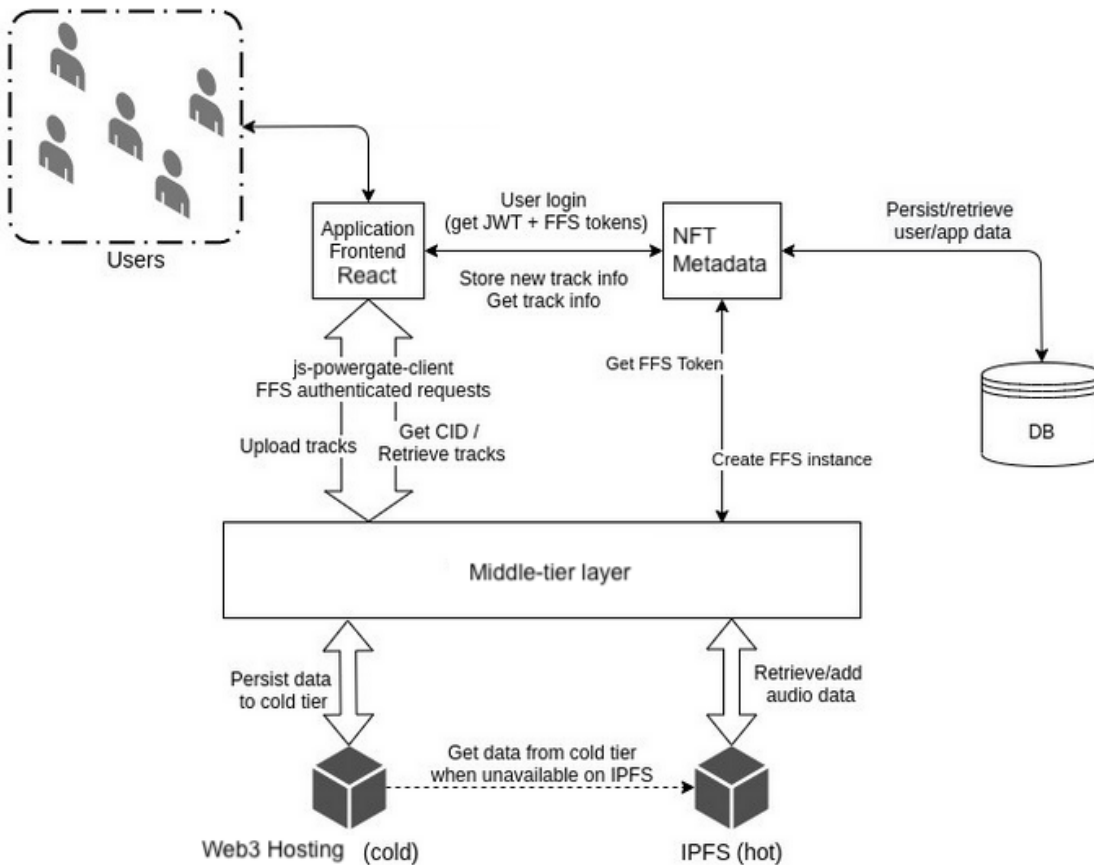 Users
Application
Frontend
React
User login
(get JWT + FFS tokens)
Store new track info
Get track info
NFT
Metadata
Persist/retrieve
user/app data
DB
js-powergate-client
FFS authenticated requests
Upload tracks
Get CID /
Retrieve tracks
Get FFS Token
Create FFS instance
Middle-tier layer
Persist data
to cold tier
Retrieve/add
audio data
Get data from cold tier
when unavailable on IPFS
Web3 Hosting (cold)
IPFS (hot)